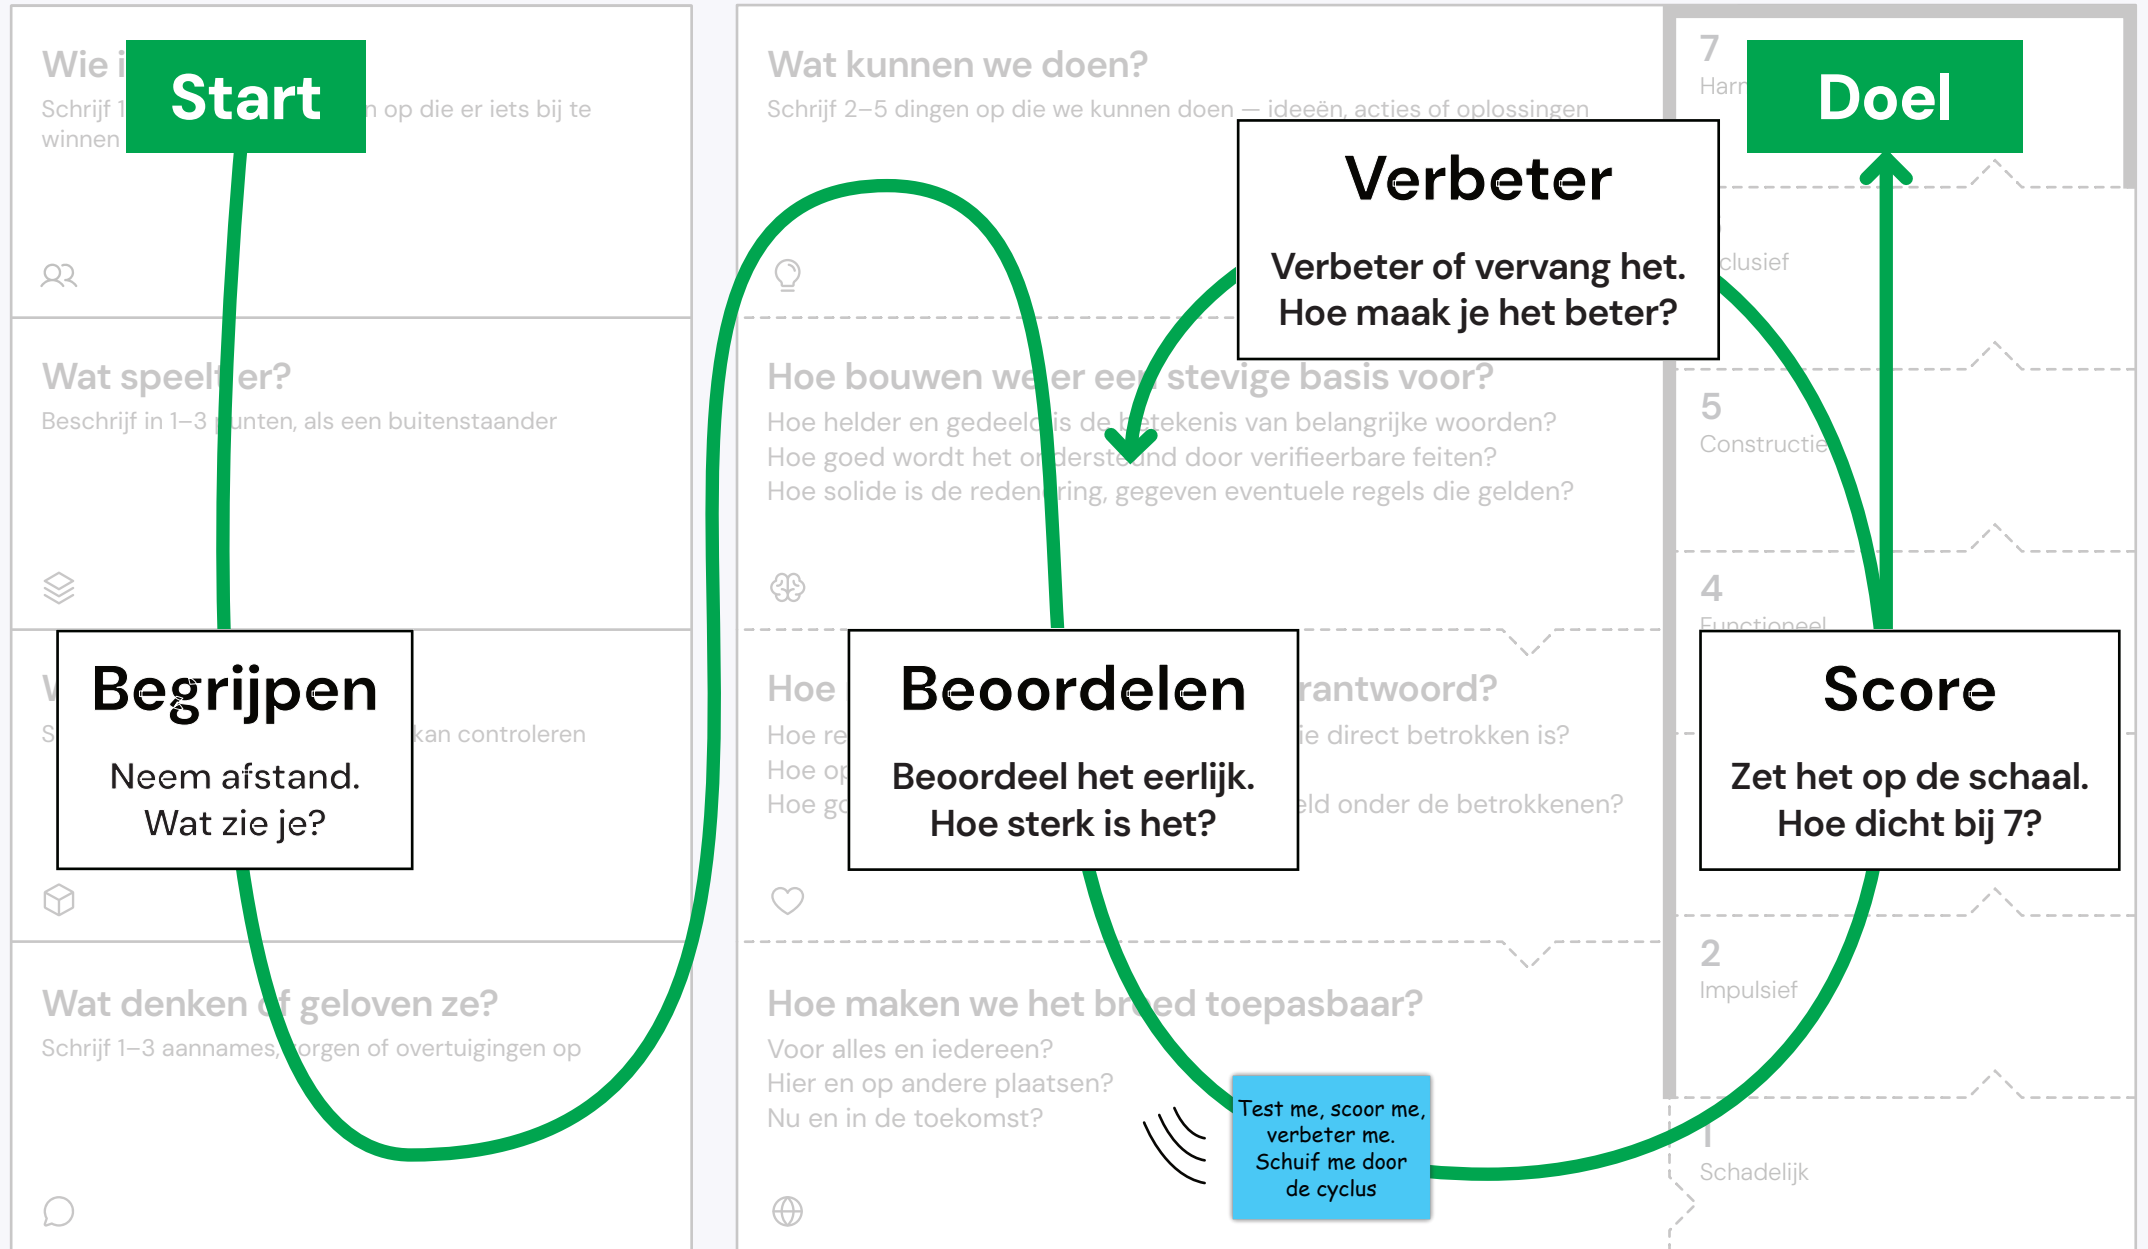 Wie i
Schrijf 1 n op die er iets bij te
winnen
Start
Wat speelt er?
Beschrijf in 1–3 punten, als een buitenstaander
W
S kan controleren
Begrijpen
Neem afstand.
Wat zie je?
Wat denken of geloven ze?
Schrijf 1–3 aannames, zorgen of overtuigingen op
Wat kunnen we doen?
Schrijf 2–5 dingen op die we kunnen doen — ideeën, acties of oplossingen
Verbeter
Verbeter of vervang het.
Hoe maak je het beter?
Hoe bouwen we er een stevige basis voor?
Hoe helder en gedeeld is de betekenis van belangrijke woorden?
Hoe goed wordt het ondersteund door verifieerbare feiten?
Hoe solide is de redenering, gegeven eventuele regels die gelden?
Hoe rantwoord?
Hoe re ie direct betrokken is?
Hoe op
Hoe go eld onder de betrokkenen?
Beoordelen
Beoordeel het eerlijk.
Hoe sterk is het?
Hoe maken we het breed toepasbaar?
Voor alles en iedereen?
Hier en op andere plaatsen?
Nu en in de toekomst?
Test me, scoor me,
verbeter me.
Schuif me door
de cyclus
7
Harm
Doel
clusief
5
Constructie
4
Functioneel
Score
Zet het op de schaal.
Hoe dicht bij 7?
2
Impulsief
1
Schadelijk